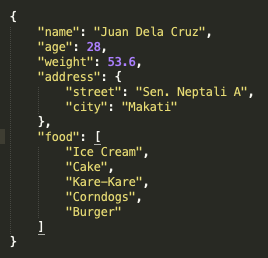 {
    "name": "Juan Dela Cruz",
    "age": 28,
    "weight": 53.6,
    "address": {
        "street": "Sen. Neptali A",
        "city": "Makati"
    },
    "food": [
        "Ice Cream",
        "Cake",
        "Kare-Kare",
        "Corndogs",
        "Burger"
    ]
}